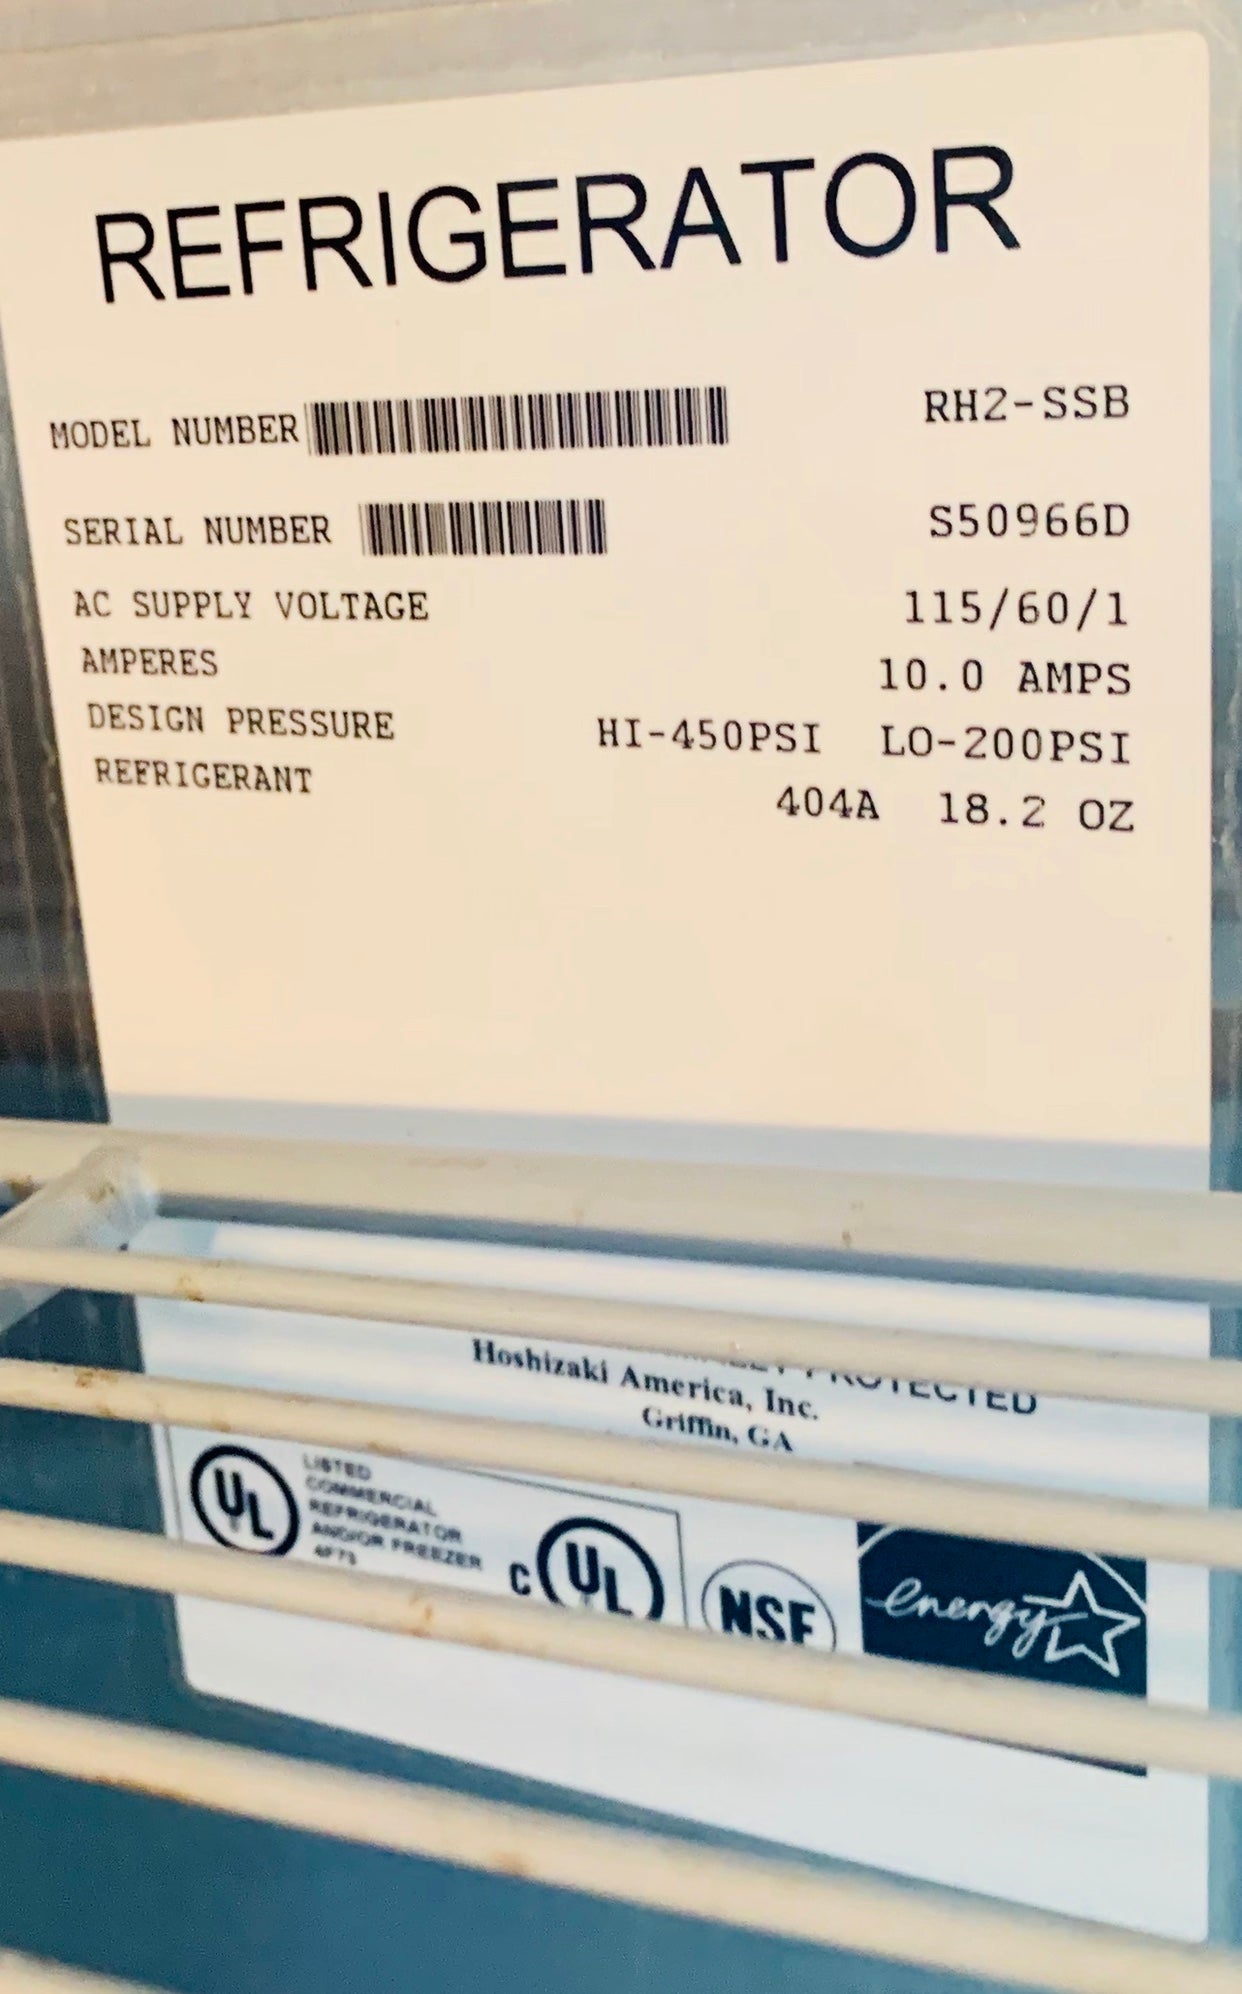 REFRIGERATOR
MODEL NUMBER RH2-SSB
SERIAL NUMBER S50966D
AC SUPPLY VOLTAGE 115/60/1
AMPERES 10.0 AMPS
DESIGN PRESSURE HI-450PSI LO-200PSI
REFRIGERANT 404A 18.2 OZ
PROTECTED
Hoshizaki America, Inc.
Griffin, GA
UL
LISTED
COMMERCIAL
REFRIGERATOR
AND/OR FREEZER
4F73
C UL
NSF
energy